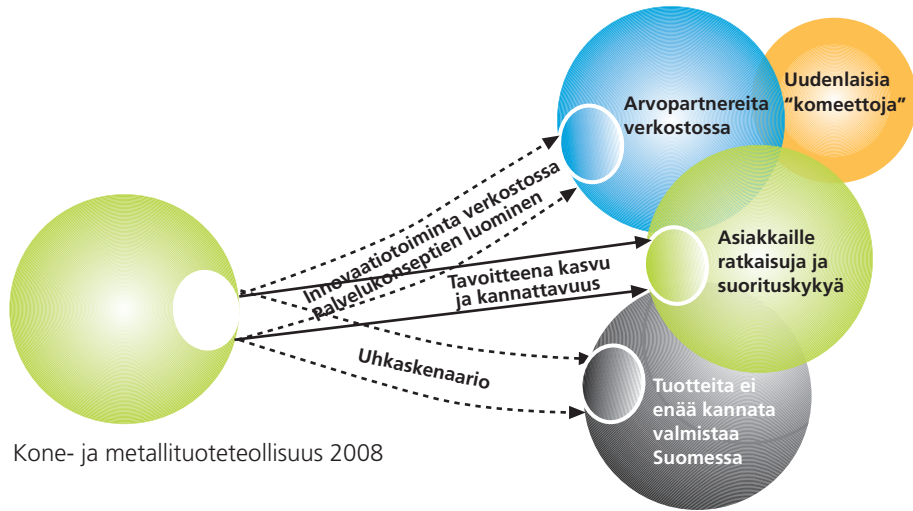 Uudenlaisia
“komeettoja”
Arvopartnereita
verkostossa
Innovaatiotoiminta verkostossa
Palvelukonseptien luominen
Asiakkaille
ratkaisuja ja
suorituskykyä
Tavoitteena kasvu
ja kannattavuus
Uhkaskenaario
Tuotteita ei
enää kannata
valmistaa
Suomessa
Kone- ja metallituoteteollisuus 2008